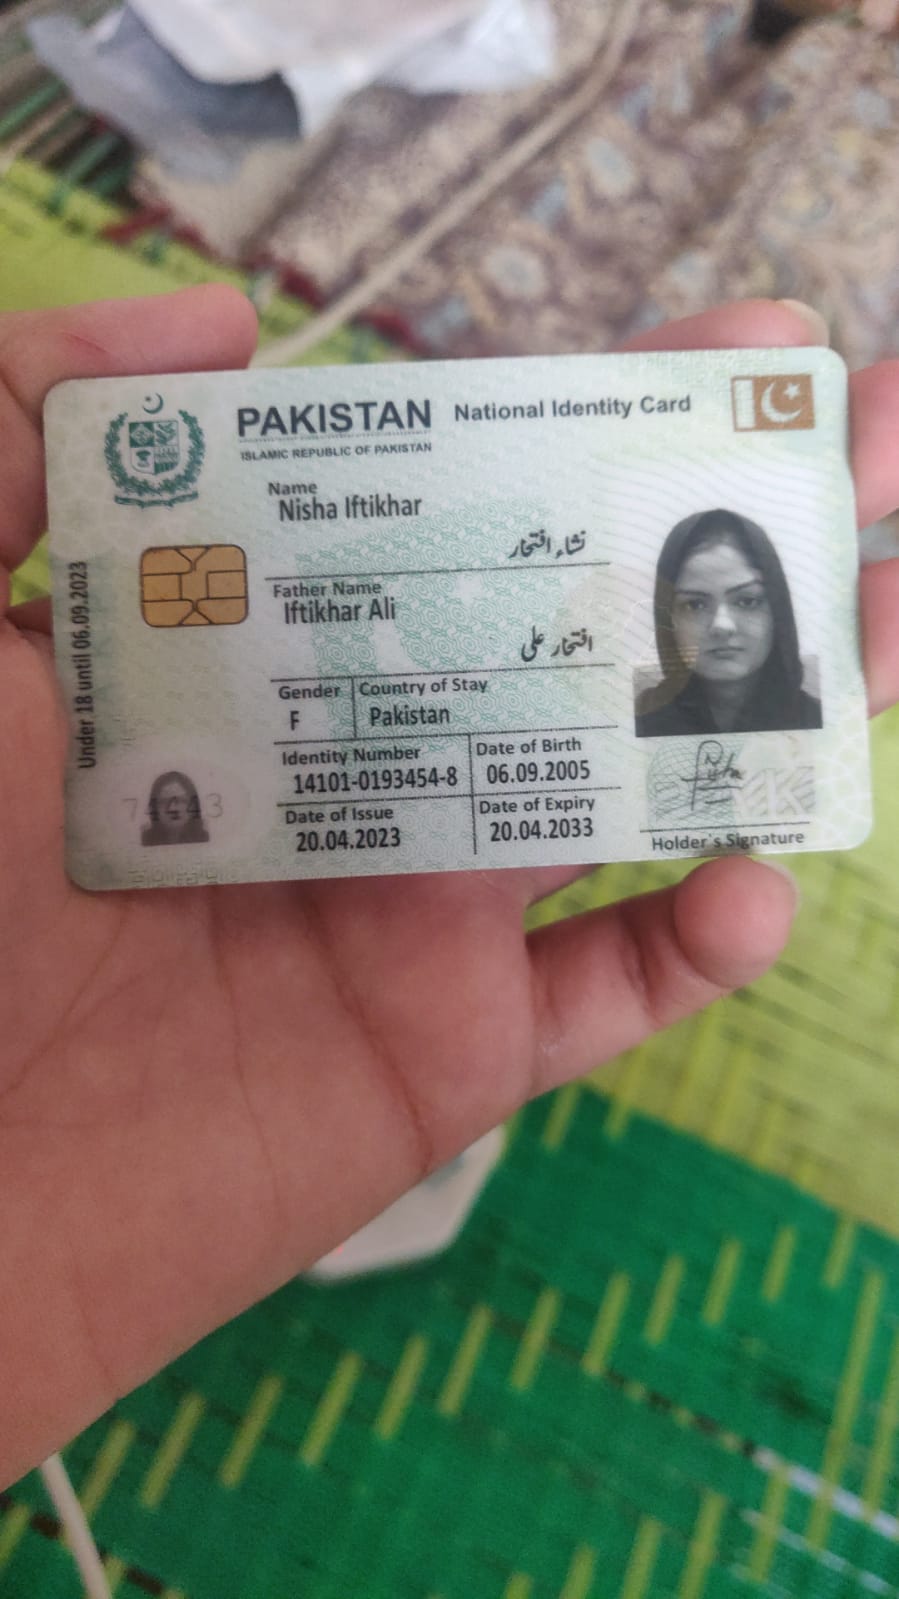 PAKISTAN National Identity Card
ISLAMIC REPUBLIC OF PAKISTAN
Name
Nisha Iftikhar
نشاء افتخار
Father Name
Iftikhar Ali
افتخار علی
Gender Country of Stay
F Pakistan
Identity Number Date of Birth
14101-0193454-8 06.09.2005
Date of Issue Date of Expiry
20.04.2023 20.04.2033
Holder's Signature
Under 18 until 06.09.2023